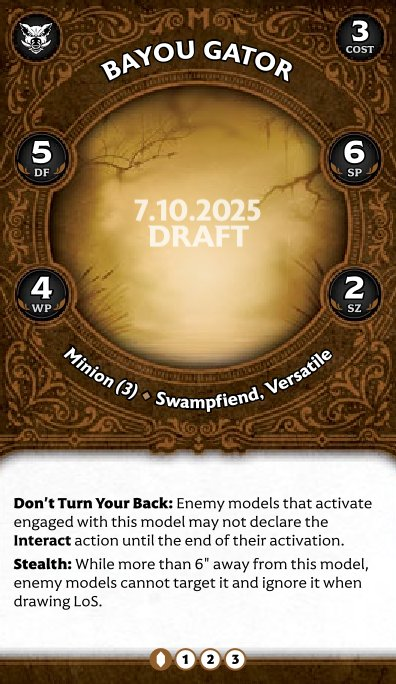 BAYOU GATOR
3
COST
5
DF
6
SP
7.10.2025
DRAFT
4
WP
2
SZ
Minion (3) ◆ Swampfiend, Versatile
Don't Turn Your Back: Enemy models that activate
engaged with this model may not declare the
Interact action until the end of their activation.
Stealth: While more than 6" away from this model,
enemy models cannot target it and ignore it when
drawing LoS.
1 2 3